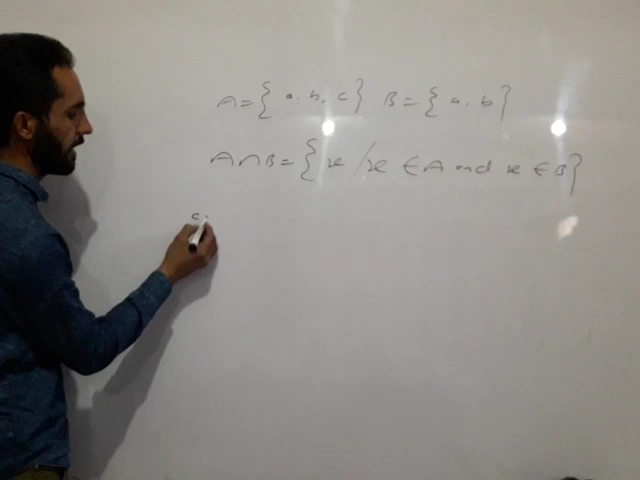 A = { a, b, c } B = { a, b }
A ∩ B = { x / x ∈ A and x ∈ B }